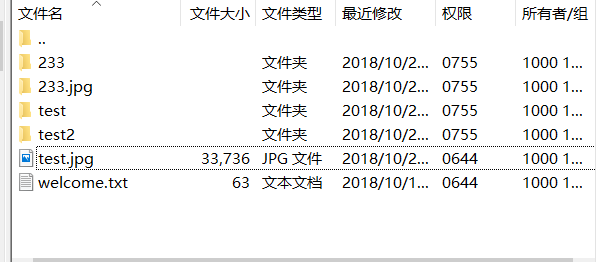 文件名 文件大小 文件类型 最近修改 权限 所有者/组
..
233 文件夹 2018/10/2... 0755 1000 1...
233.jpg 文件夹 2018/10/2... 0755 1000 1...
test 文件夹 2018/10/2... 0755 1000 1...
test2 文件夹 2018/10/2... 0755 1000 1...
test.jpg 33,736 JPG 文件 2018/10/2... 0644 1000 1...
welcome.txt 63 文本文档 2018/10/1... 0644 1000 1...